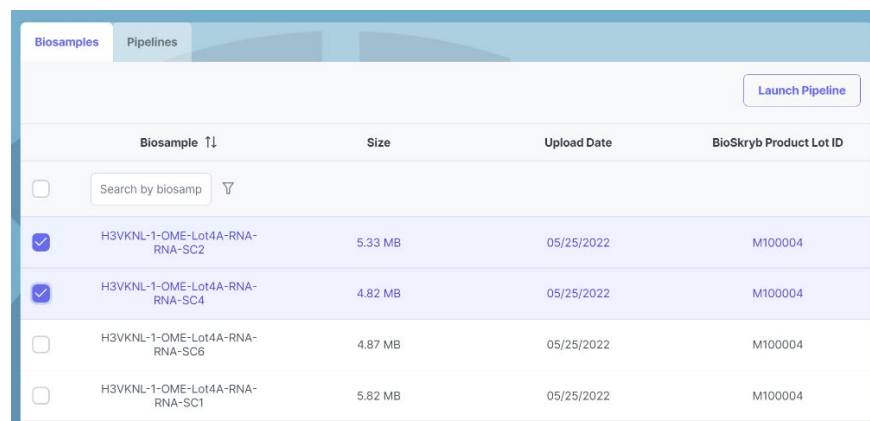 Biosamples Pipelines
Launch Pipeline
Biosample ↑↓ Size Upload Date BioSkryb Product Lot ID
Search by biosamp
H3VKNL-1-OME-Lot4A-RNA-
RNA-SC2 5.33 MB 05/25/2022 M100004
H3VKNL-1-OME-Lot4A-RNA-
RNA-SC4 4.82 MB 05/25/2022 M100004
H3VKNL-1-OME-Lot4A-RNA-
RNA-SC6 4.87 MB 05/25/2022 M100004
H3VKNL-1-OME-Lot4A-RNA-
RNA-SC1 5.82 MB 05/25/2022 M100004